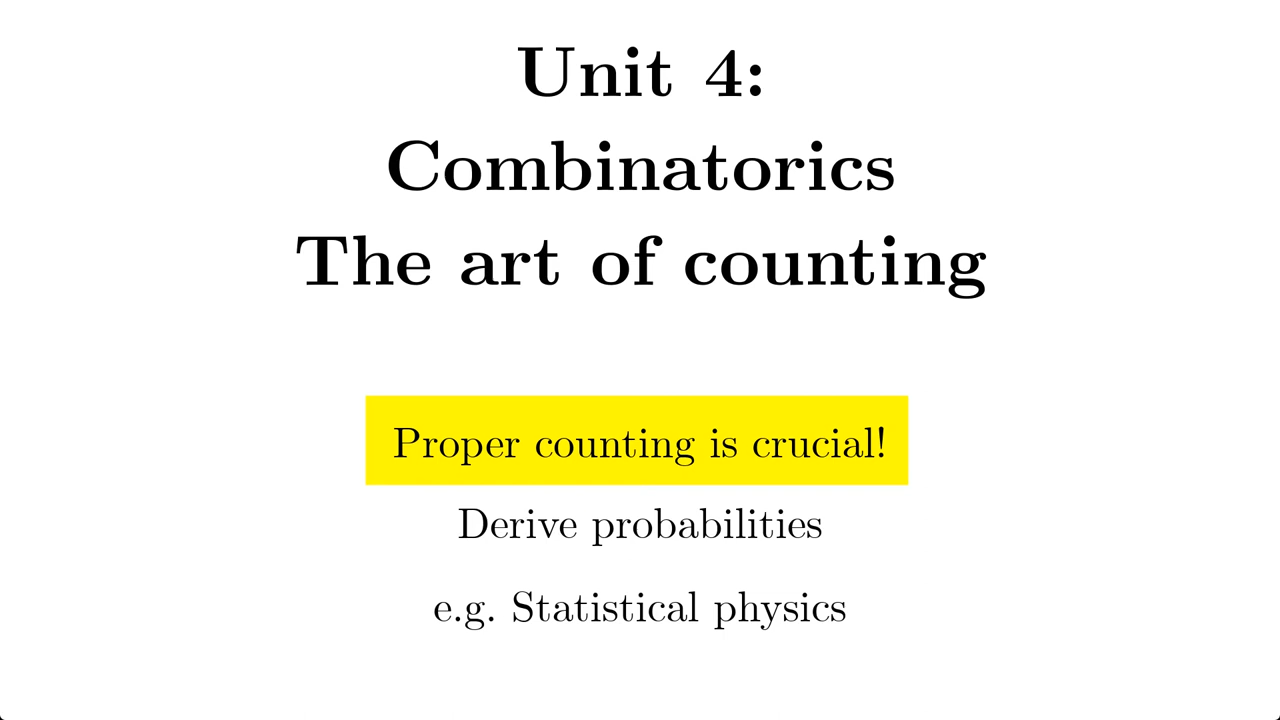 Unit 4:
Combinatorics
The art of counting
Proper counting is crucial!
Derive probabilities
e.g. Statistical physics